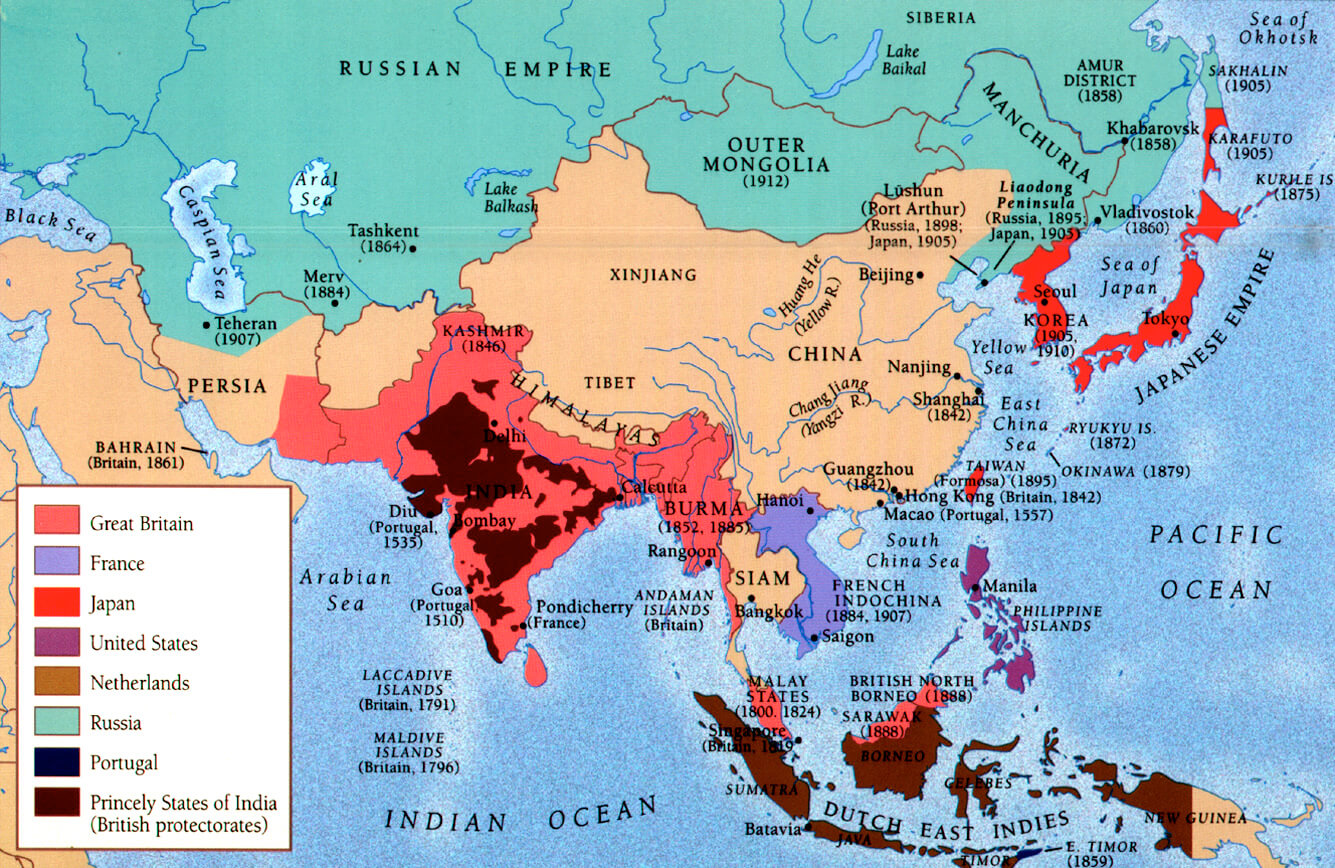 SIBERIA
Sea of
Okhotsk
RUSSIAN EMPIRE
Lake
Baikal
AMUR
DISTRICT
(1858)
SAKHALIN
(1905)
MANCHURIA
Khabarovsk
(1858)
KARAFUTO
(1905)
OUTER
MONGOLIA
(1912)
KURILE IS
(1875)
Black Sea
Caspian Sea
Aral
Sea
Lake
Balkash
Lüshun
(Port Arthur)
(Russia, 1898;
Japan, 1905)
Liaodong
Peninsula
(Russia, 1895;
Japan, 1905)
Vladivostok
(1860)
Tashkent
(1864)
Merv
(1884)
XINJIANG
Huang He
(Yellow R.)
Beijing
Sea of
Japan
Teheran
(1907)
Seoul
KOREA
(1905,
1910)
Tokyo
JAPANESE EMPIRE
KASHMIR
(1846)
CHINA
Yellow
Sea
PERSIA
HIMALAYAS
TIBET
Nanjing
Chang Jiang
(Yangzi R.)
Shanghai
(1842)
East
China
Sea
RYUKYU IS.
(1872)
Delhi
BAHRAIN
(Britain, 1861)
Guangzhou
(1842)
TAIWAN
(Formosa) (1895)
OKINAWA (1879)
INDIA
Calcutta
BURMA
(1852, 1885)
Hanoi
Hong Kong (Britain, 1842)
Macao (Portugal, 1557)
Diu
(Portugal,
1535)
Bombay
Rangoon
South
China Sea
PACIFIC
OCEAN
Arabian
Sea
Goa
(Portugal
1510)
Pondicherry
(France)
ANDAMAN
ISLANDS
(Britain)
SIAM
Bangkok
FRENCH
INDOCHINA
(1884, 1907)
Saigon
Manila
PHILIPPINE
ISLANDS
LACCADIVE
ISLANDS
(Britain, 1791)
MALAY
STATES
(1800. 1824)
BRITISH NORTH
BORNEO (1888)
SARAWAK
(1888)
Singapore
(Britain, 1819
MALDIVE
ISLANDS
(Britain, 1796)
BORNEO
SUMATRA
CELEBES
INDIAN OCEAN
DUTCH EAST INDIES
NEW GUINEA
Batavia
JAVA
TIMOR
E. TIMOR
(1859)
Great Britain
France
Japan
United States
Netherlands
Russia
Portugal
Princely States of India
(British protectorates)